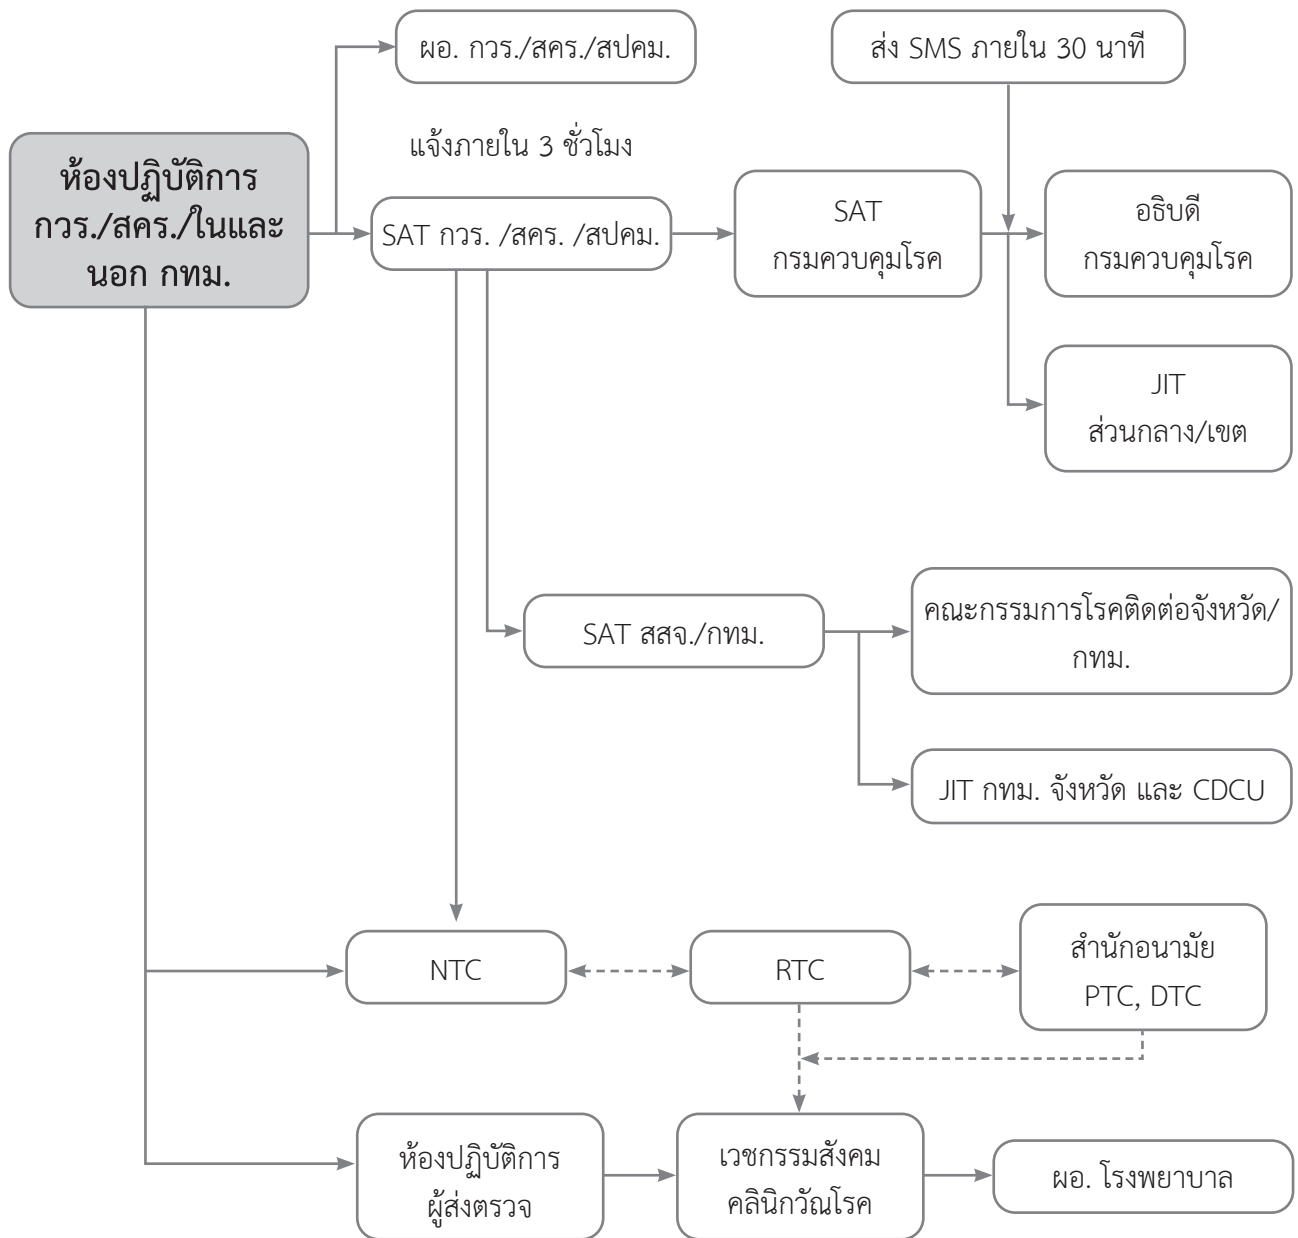 ผอ. กวร./สคร./สปคม.
ส่ง SMS ภายใน 30 นาที
แจ้งภายใน 3 ชั่วโมง
ห้องปฏิบัติการ
กวร./สคร./ในและ
นอก กทม.
SAT กวร. /สคร. /สปคม.
SAT
กรมควบคุมโรค
อธิบดี
กรมควบคุมโรค
JIT
ส่วนกลาง/เขต
SAT สสจ./กทม.
คณะกรรมการโรคติดต่อจังหวัด/
กทม.
JIT กทม. จังหวัด และ CDCU
NTC
RTC
สำนักอนามัย
PTC, DTC
ห้องปฏิบัติการ
ผู้ส่งตรวจ
เวชกรรมสังคม
คลินิกวัณโรค
ผอ. โรงพยาบาล